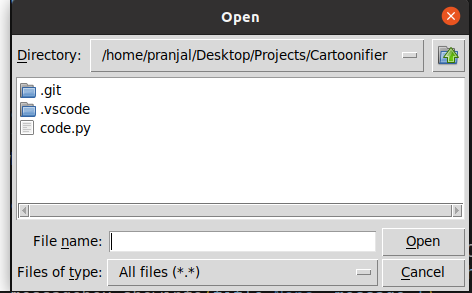 Open
Directory: /home/pranjal/Desktop/Projects/Cartoonifier
.git
.vscode
code.py
File name: Open
Files of type: All files (*.*) Cancel